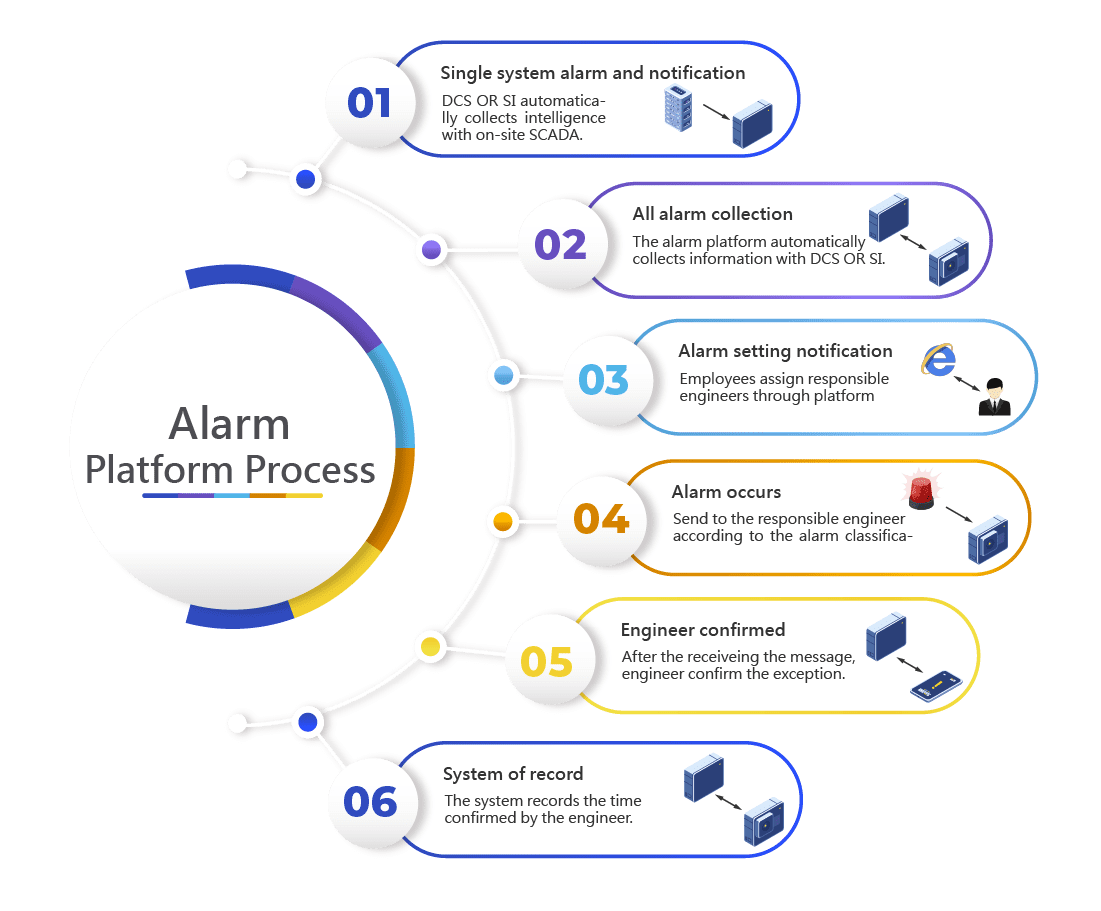 Alarm
Platform Process
01
Single system alarm and notification
DCS OR SI automatica-
lly collects intelligence
with on-site SCADA.
02
All alarm collection
The alarm platform automatically
collects information with DCS OR SI.
03
Alarm setting notification
Employees assign responsible
engineers through platform
04
Alarm occurs
Send to the responsible engineer
according to the alarm classifica-
05
Engineer confirmed
After the receiveing the message,
engineer confirm the exception.
06
System of record
The system records the time
confirmed by the engineer.